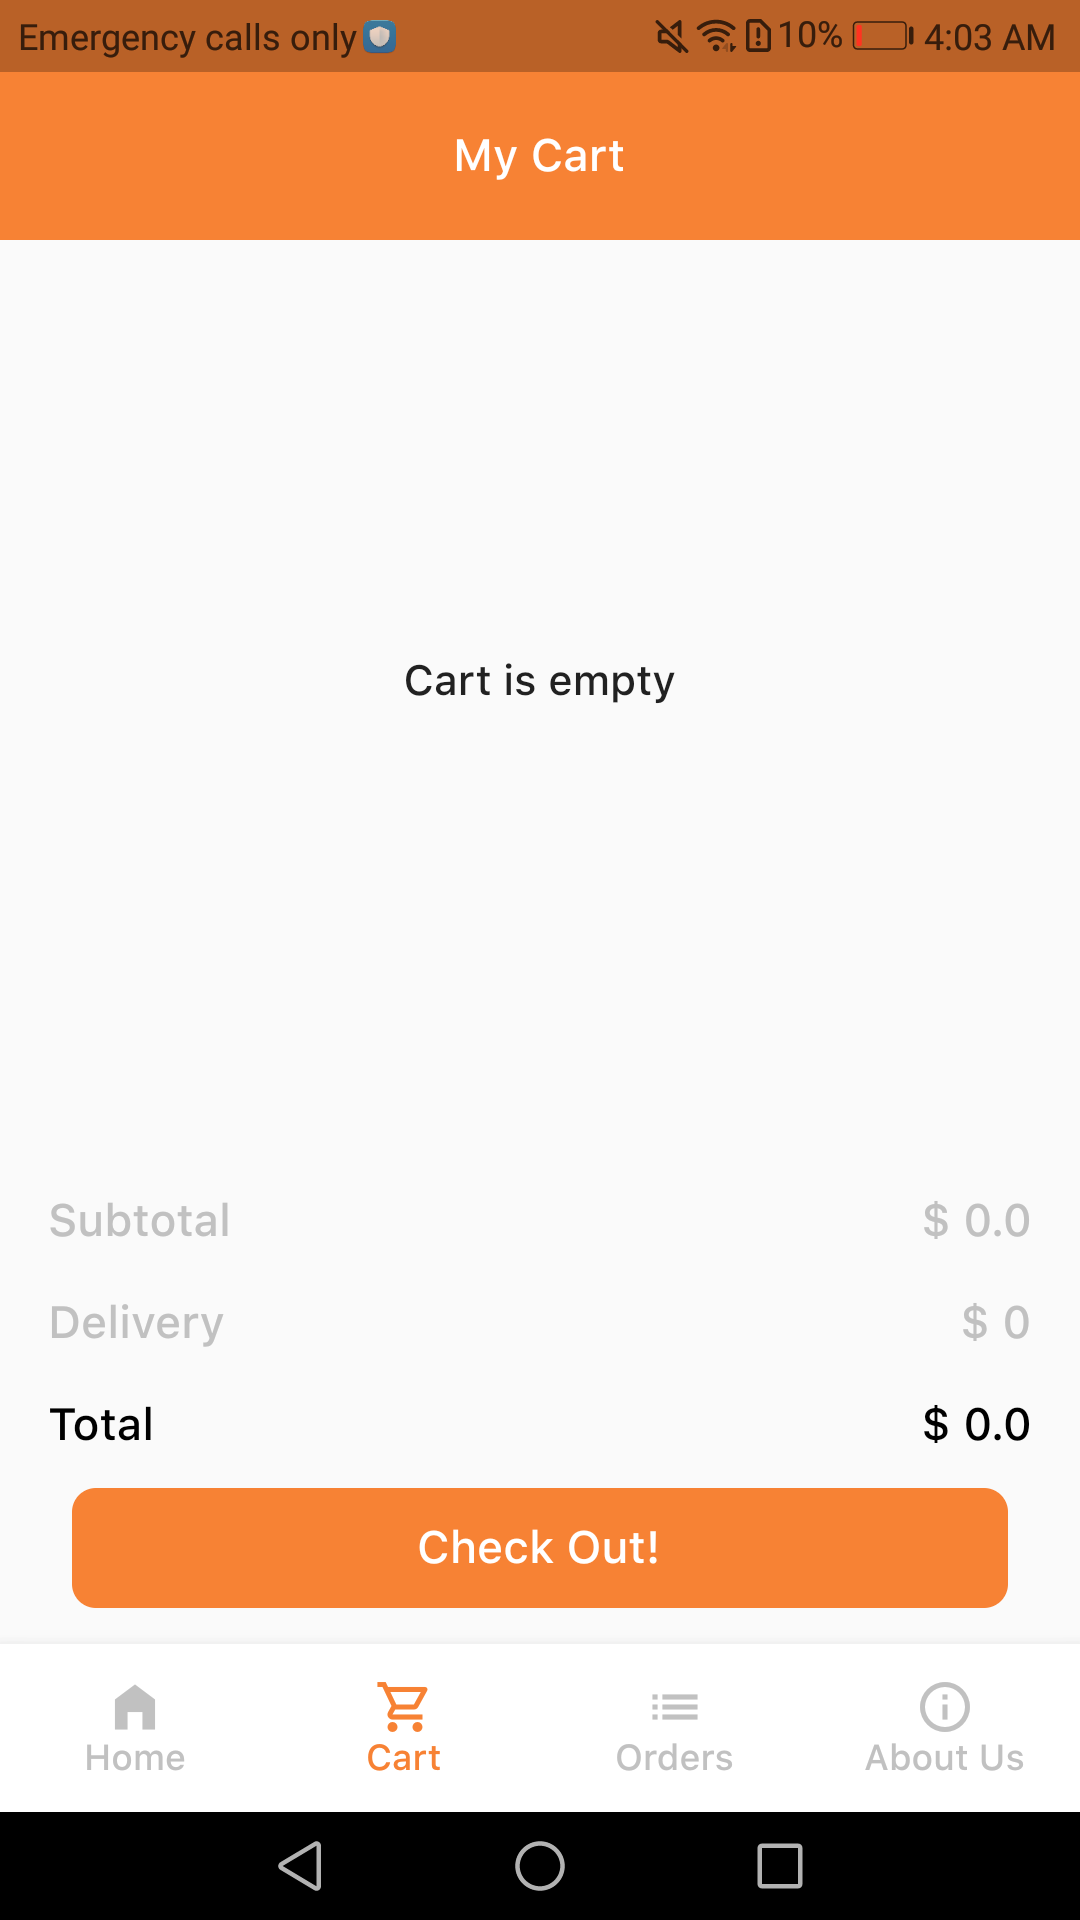 Emergency calls only 10% 4:03 AM
My Cart
Cart is empty
Subtotal $ 0.0
Delivery $ 0
Total $ 0.0
Check Out!
Home Cart Orders About Us